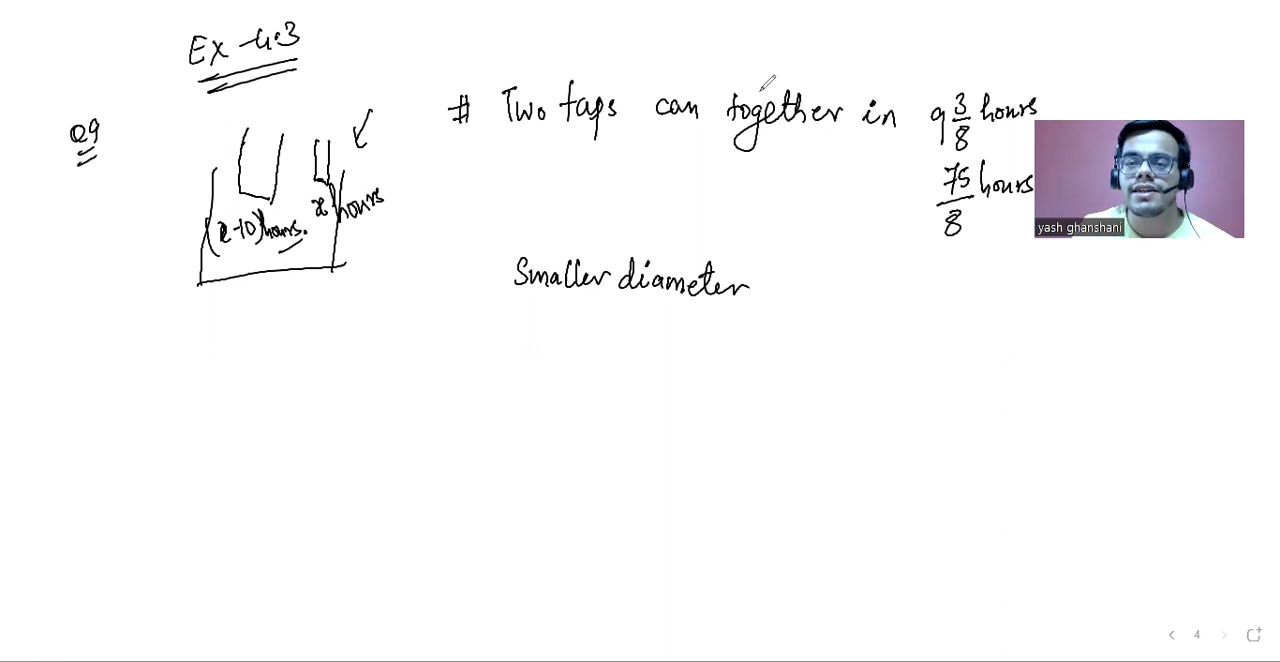 Ex-4.3
Q9
# Two taps can together in 9 3/8 hours
75/8 hours
(x-10) hours. x hours
Smaller diameter
yash ghanshani
4